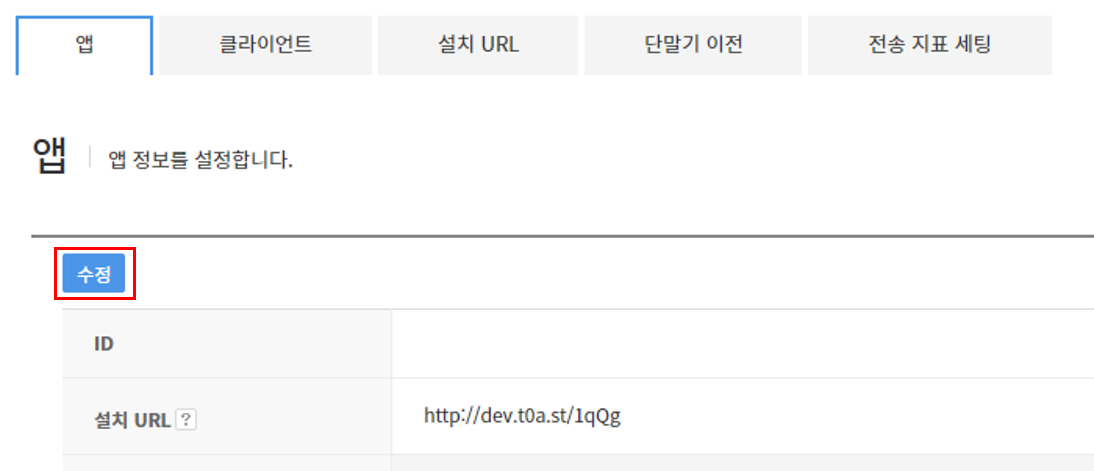 앱 클라이언트 설치 URL 단말기 이전 전송 지표 세팅
앱 앱 정보를 설정합니다.
수정
ID
설치 URL ? http://dev.t0a.st/1qQg